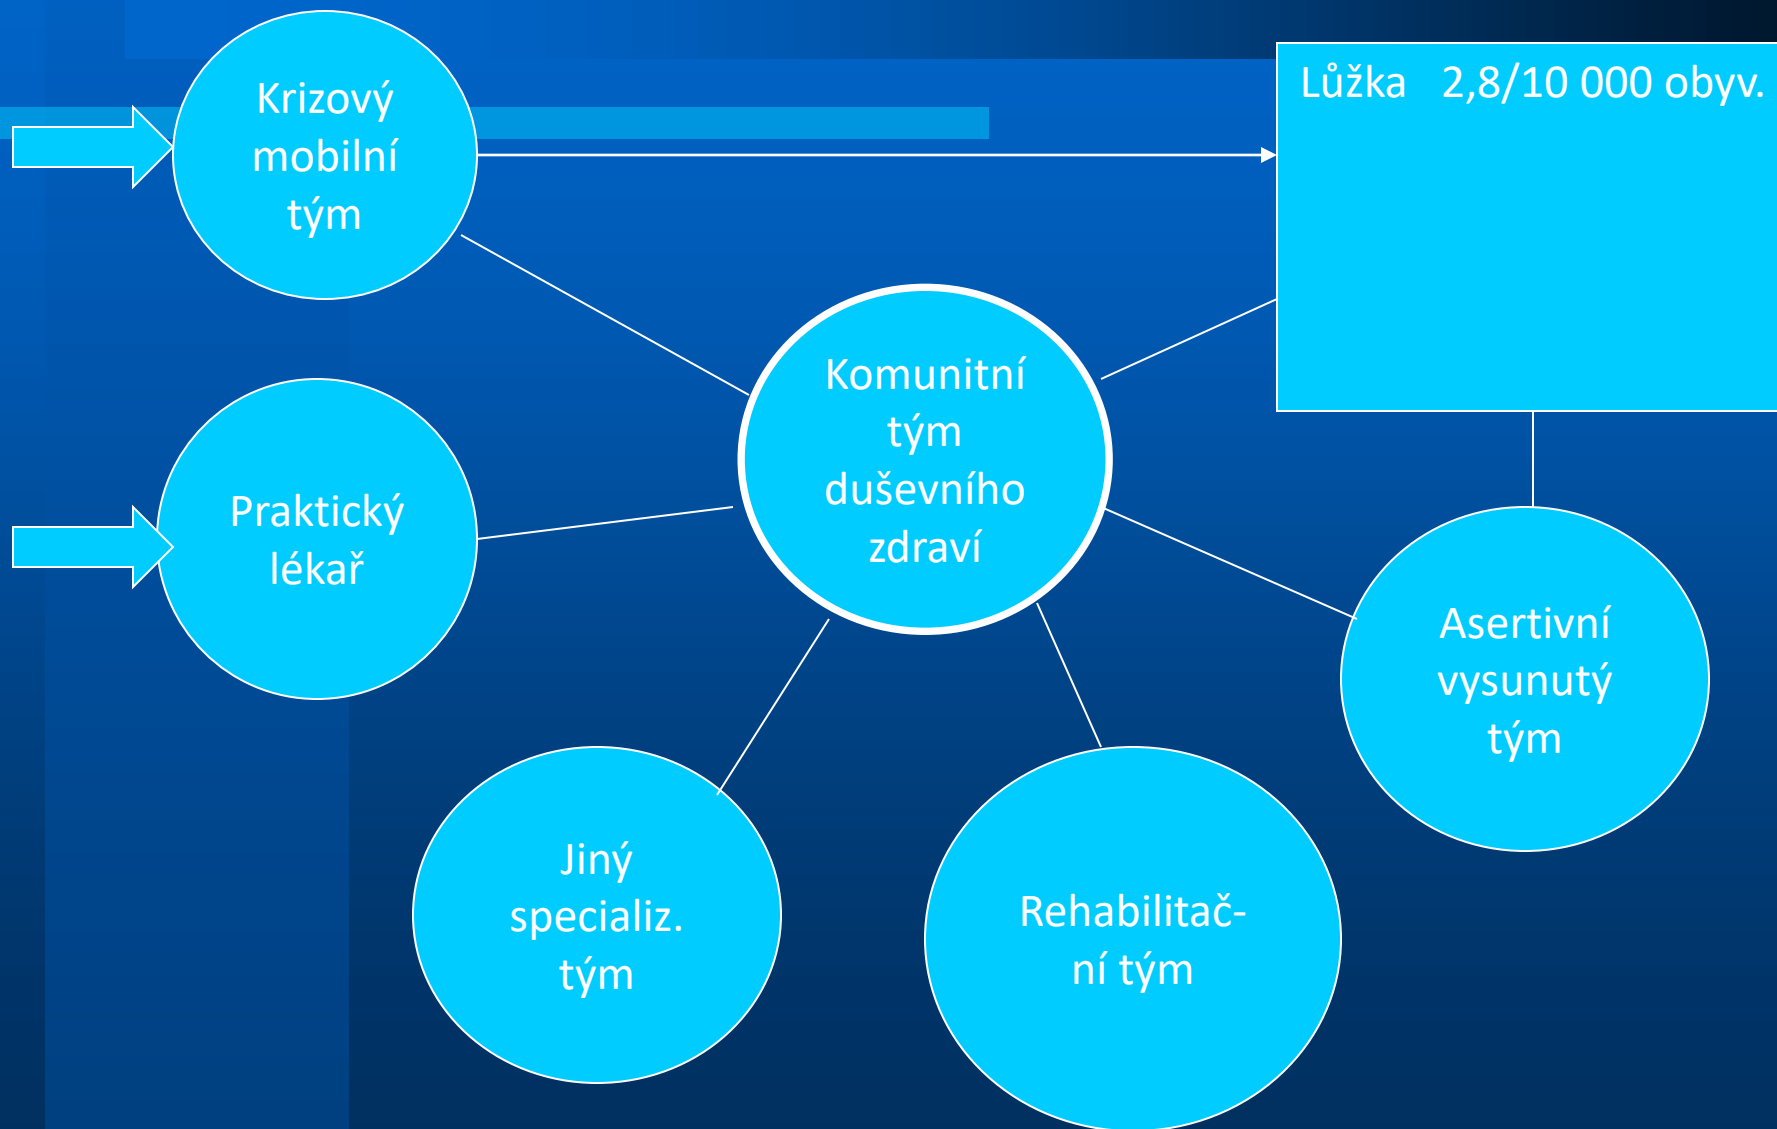 Krizový
mobilní
tým
Lůžka 2,8/10 000 obyv.
Komunitní
tým
duševního
zdraví
Praktický
lékař
Asertivní
vysunutý
tým
Jiný
specializ.
tým
Rehabilitač-
ní tým